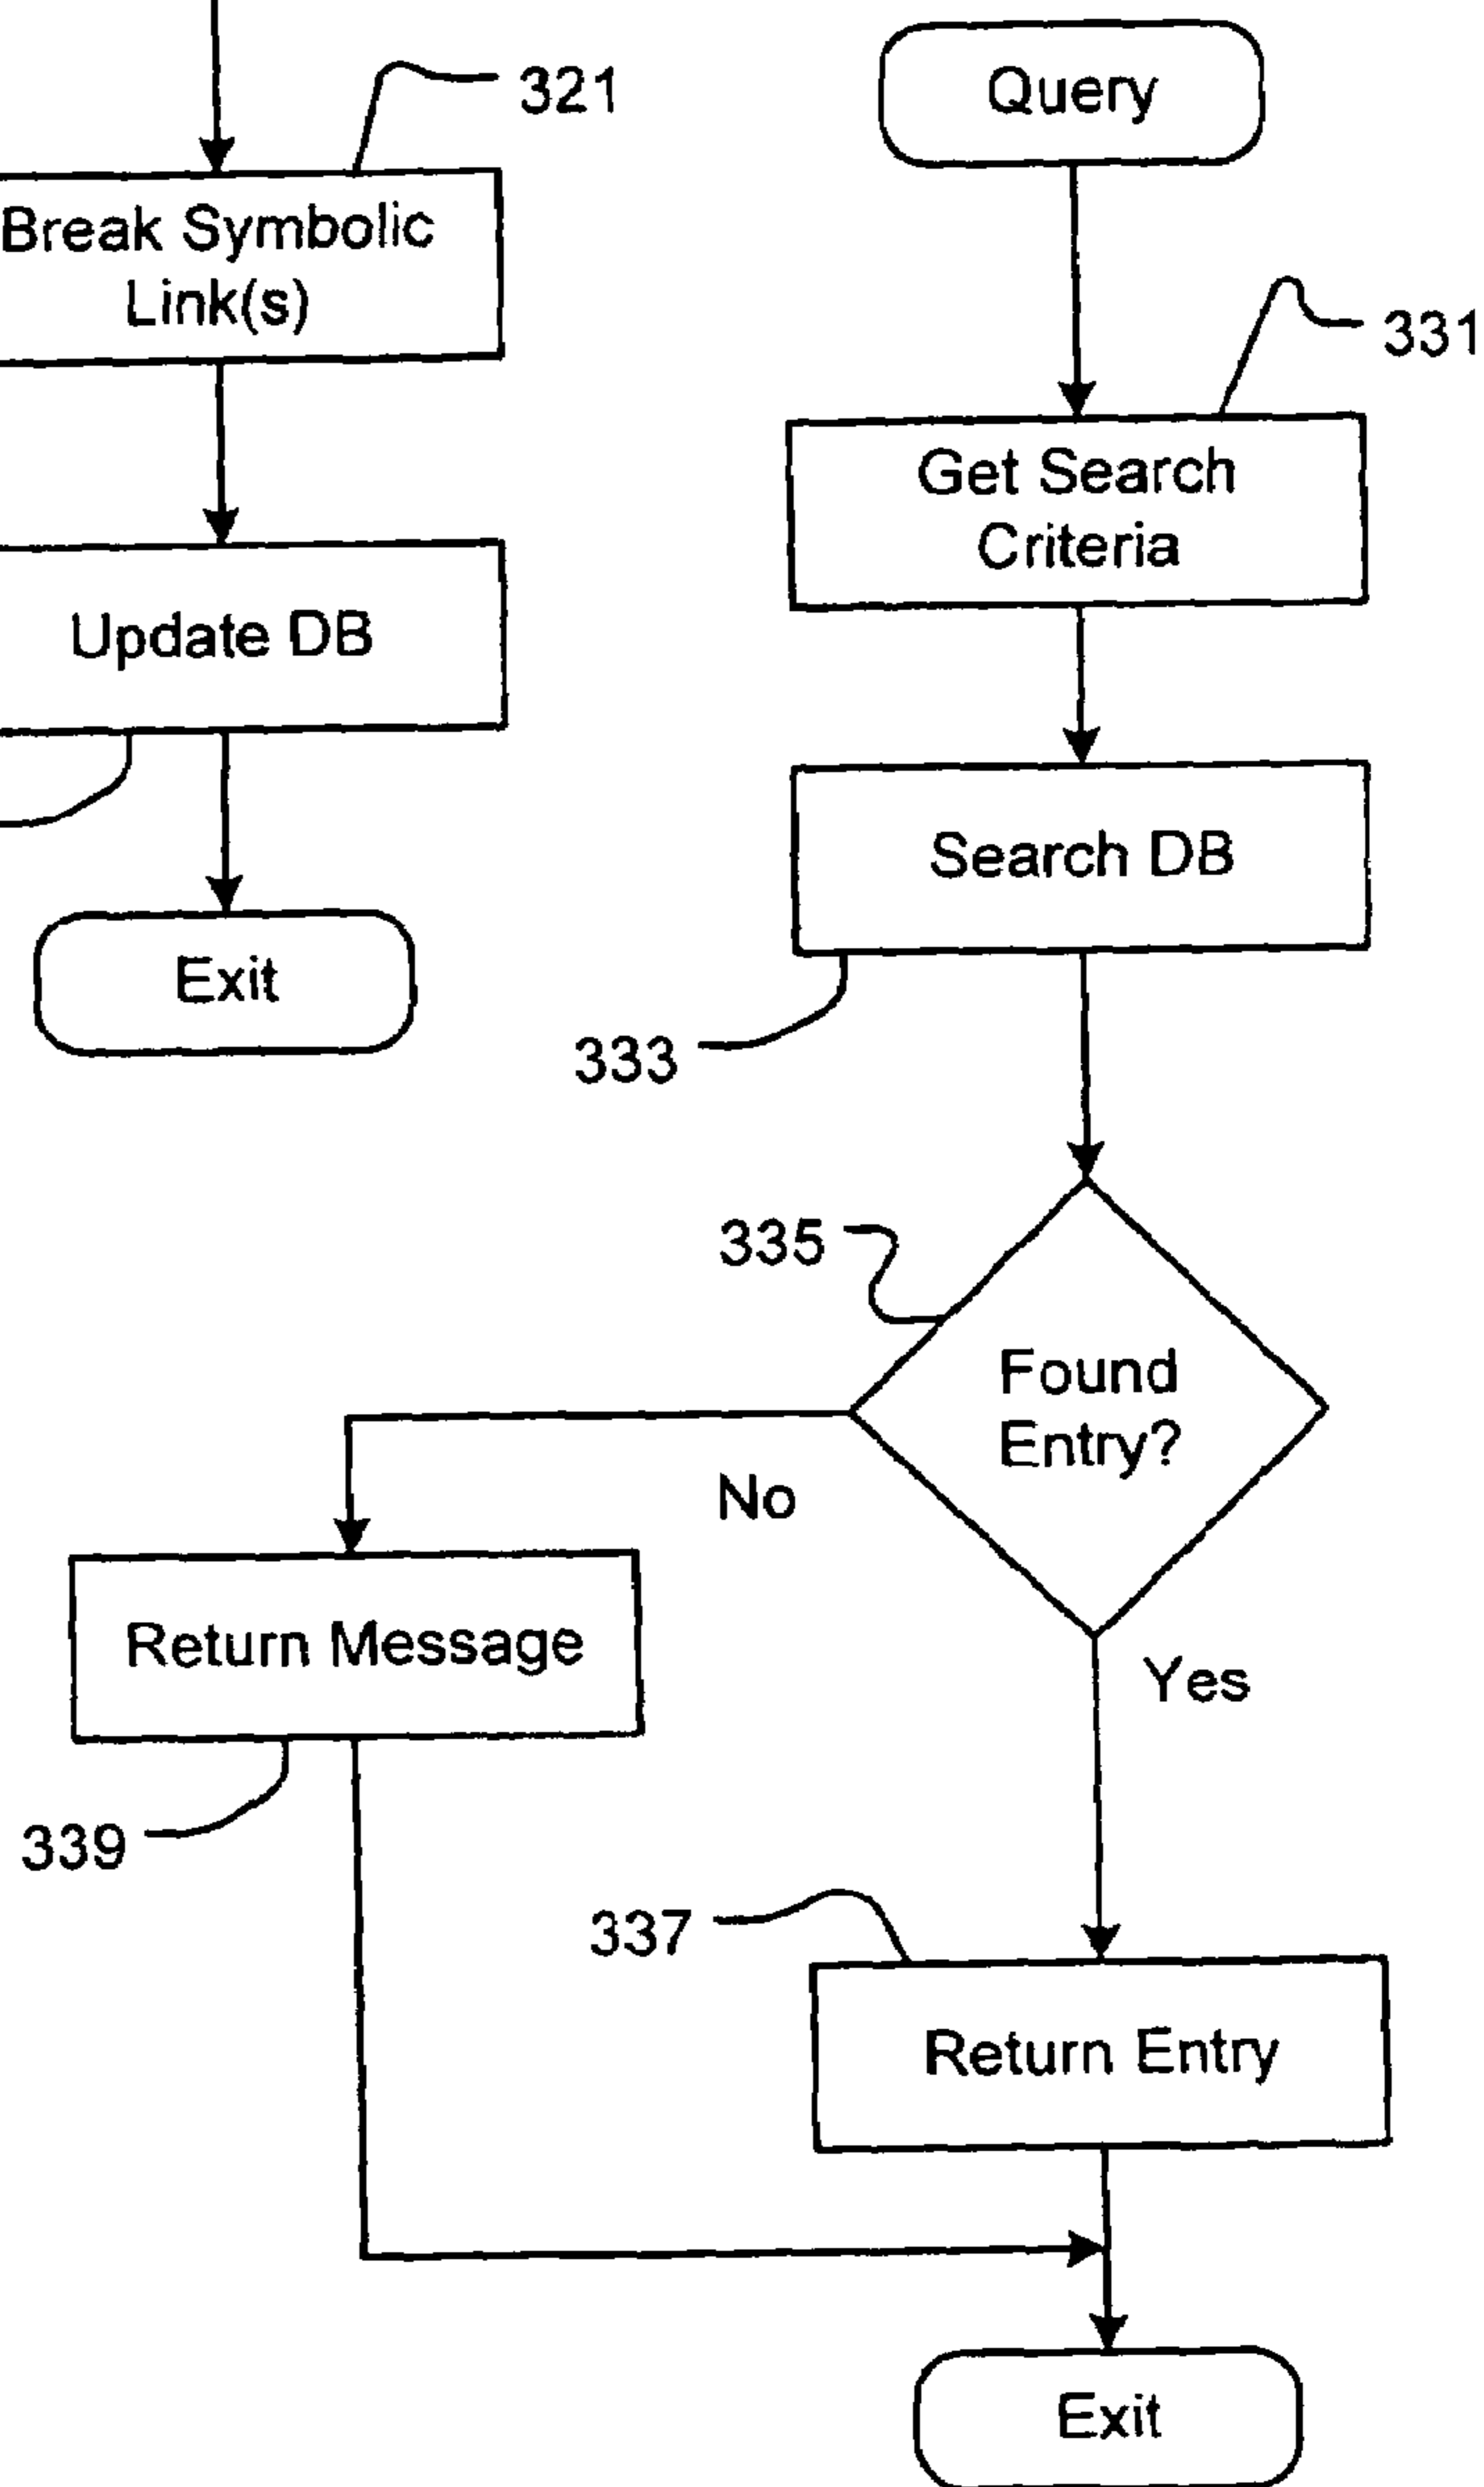 321
Break Symbolic
Link(s)
Update DB
Exit
Query
331
Get Search
Criteria
Search DB
333
335
Found
Entry?
No
Yes
Return Message
339
337
Return Entry
Exit